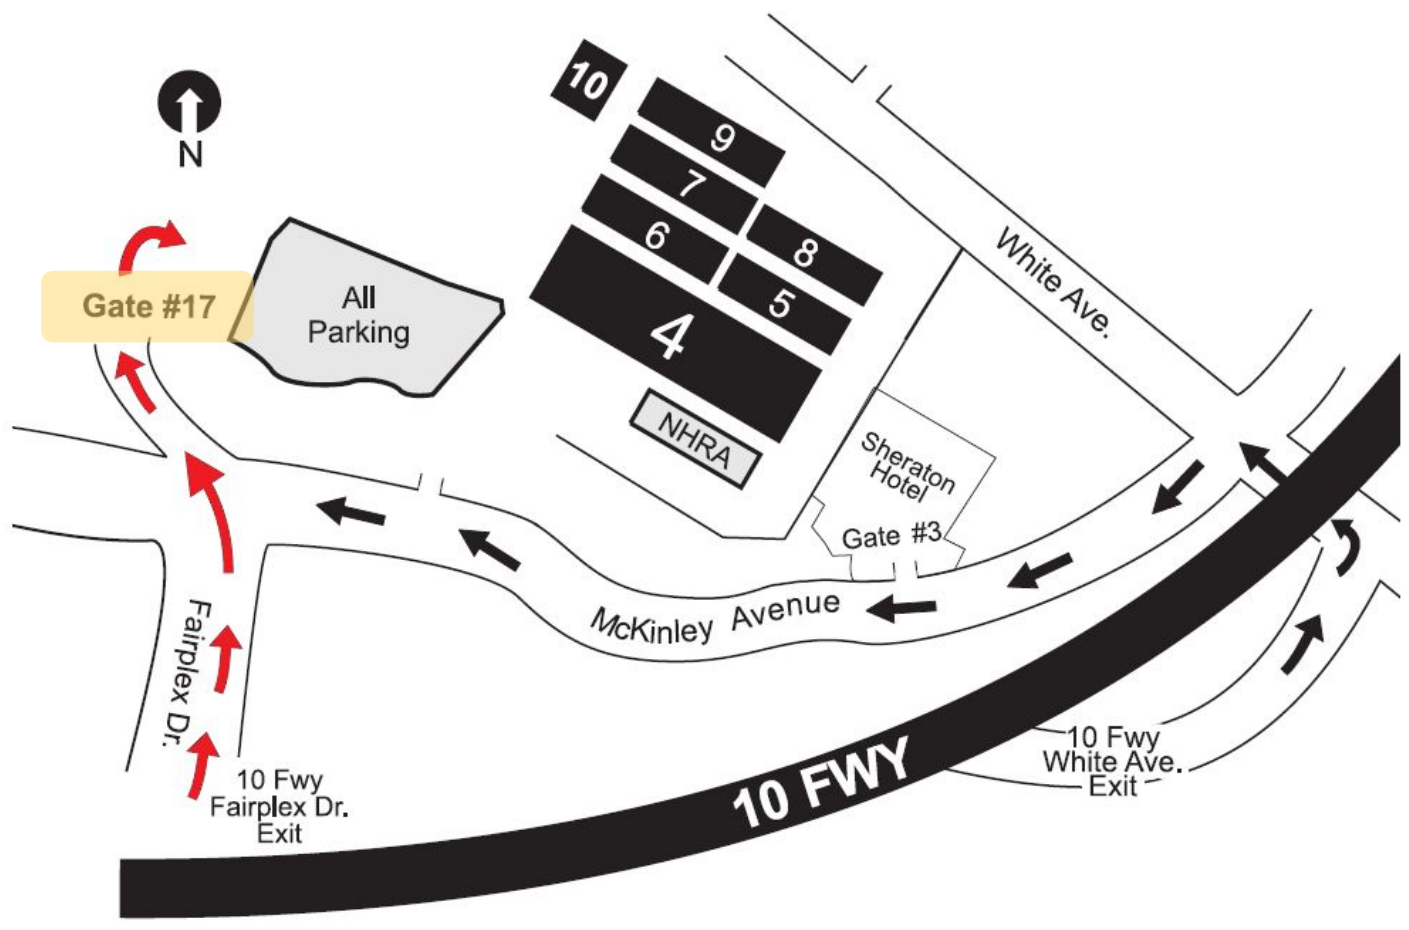 10
9
7
8
6
5
4
N
White Ave.
Gate #17
All
Parking
NHRA
Sheraton
Hotel
Gate #3
McKinley Avenue
Fairplex Dr.
10 Fwy
Fairplex Dr.
Exit
10 FWY
10 Fwy
White Ave.
Exit